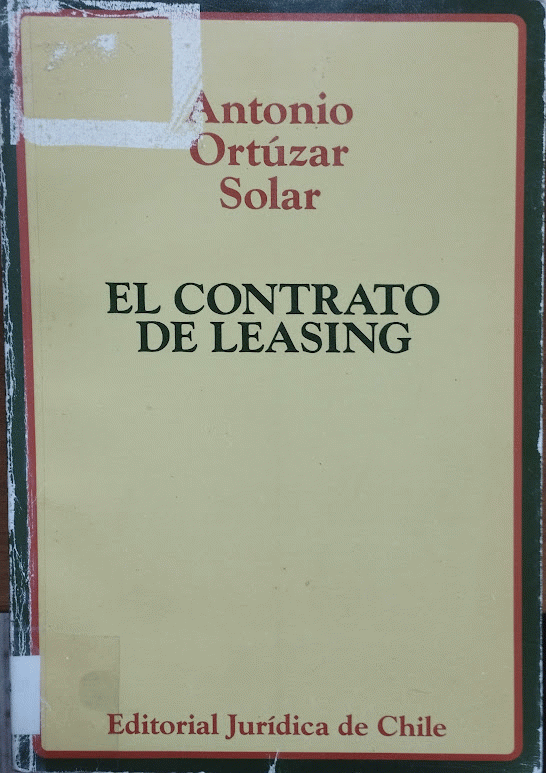 Antonio
Ortúzar
Solar
EL CONTRATO
DE LEASING
Editorial Jurídica de Chile